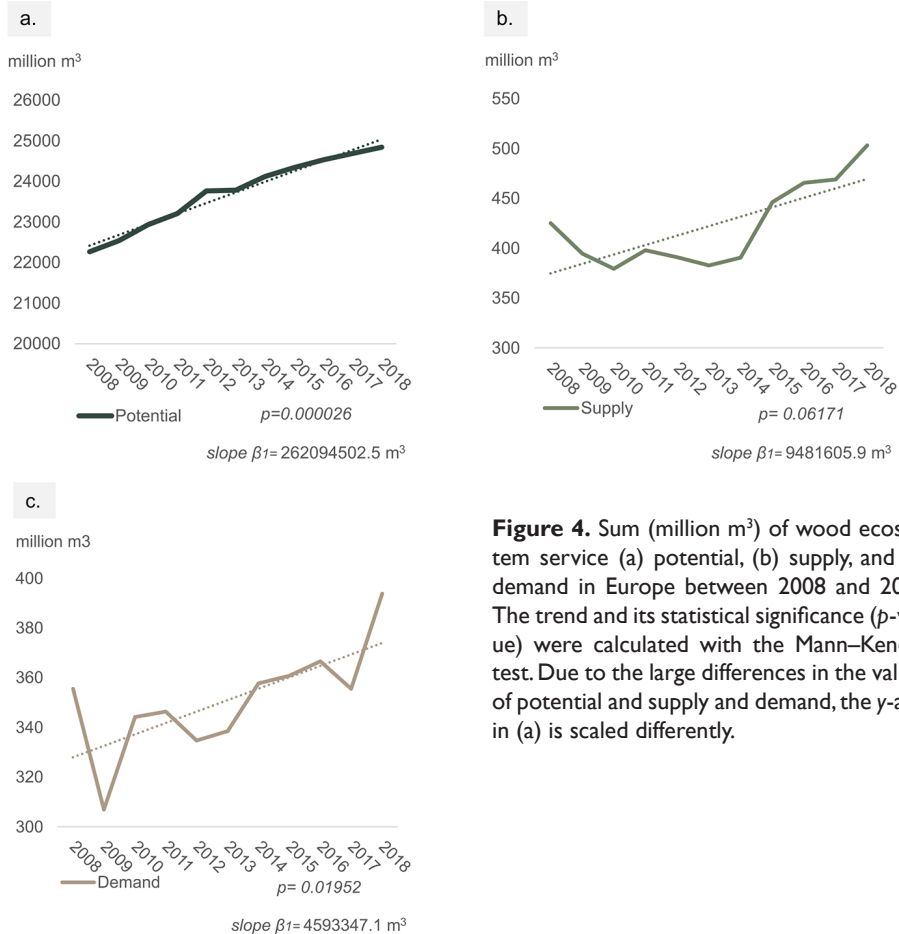 a.
million m³
26000
25000
24000
23000
22000
21000
20000
2008 2009 2010 2011 2012 2013 2014 2015 2016 2017 2018
Potential
p=0.000026
slope β1= 262094502.5 m³
b.
million m³
550
500
450
400
350
300
2008 2009 2010 2011 2012 2013 2014 2015 2016 2017 2018
Supply
p= 0.06171
slope β1= 9481605.9 m³
c.
million m3
400
380
360
340
320
300
2008 2009 2010 2011 2012 2013 2014 2015 2016 2017 2018
Demand
p= 0.01952
slope β1= 4593347.1 m³
Figure 4. Sum (million m³) of wood ecos
tem service (a) potential, (b) supply, and
demand in Europe between 2008 and 20
The trend and its statistical significance (p-v
ue) were calculated with the Mann–Kend
test. Due to the large differences in the val
of potential and supply and demand, the y-a
in (a) is scaled differently.